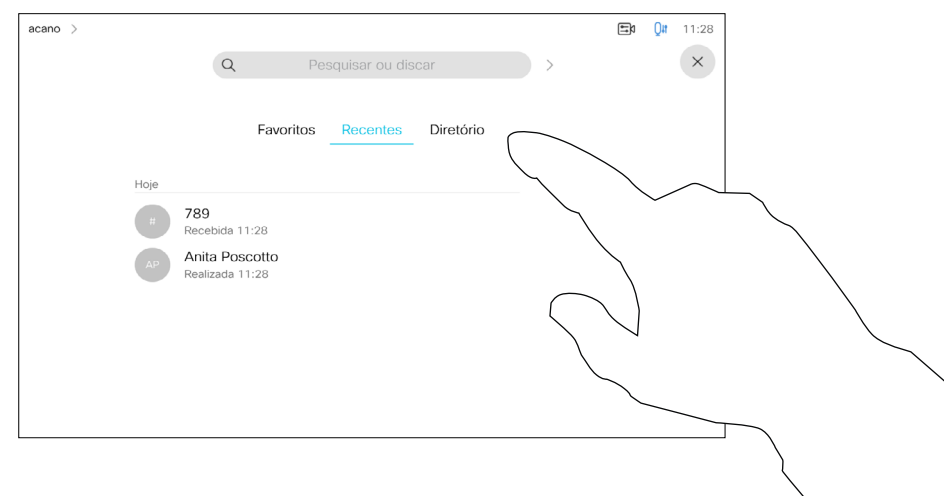 acano
11:28
Pesquisar ou discar
Favoritos Recentes Diretório
Hoje
#
789
Recebida 11:28
AP
Anita Poscotto
Realizada 11:28